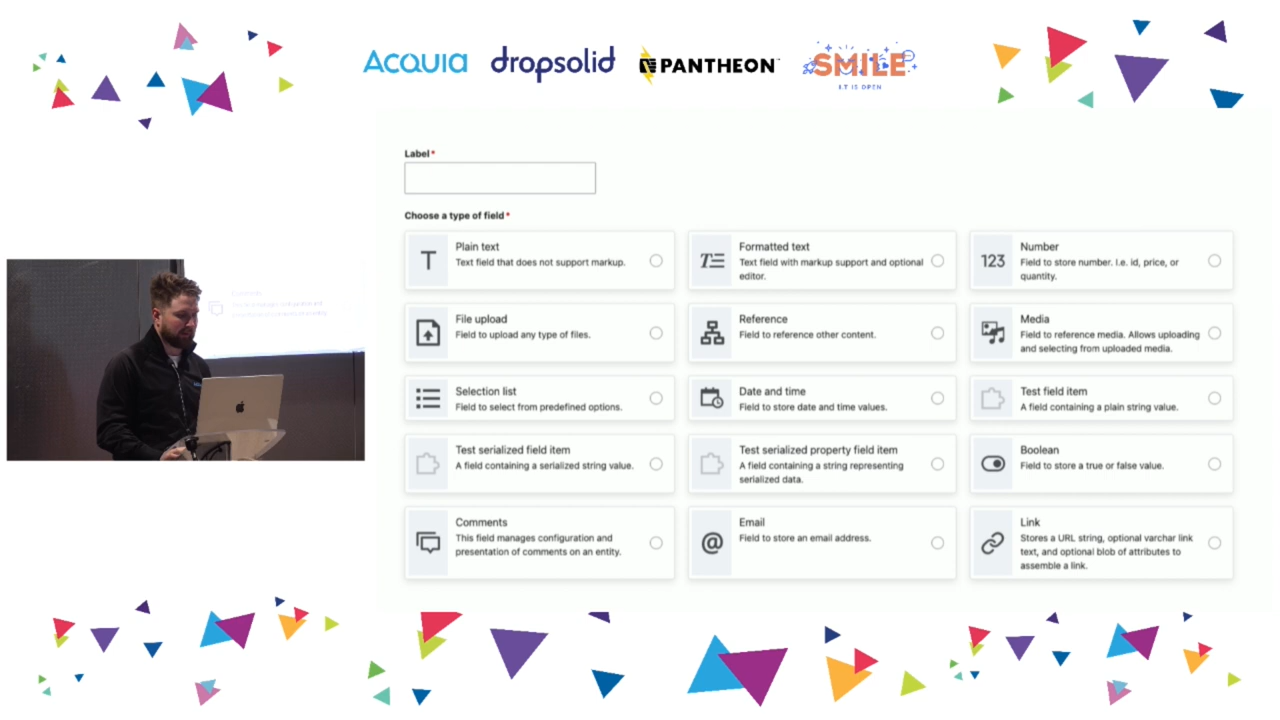 ACQUIA dropsolid PANTHEON SMILE
I.T IS OPEN
Label*
Choose a type of field*
Plain text
Text field that does not support markup.
Formatted text
Text field with markup support and optional
editor.
123
Number
Field to store number. I.e. id, price, or
quantity.
File upload
Field to upload any type of files.
Reference
Field to reference other content.
Media
Field to reference media. Allows uploading
and selecting from uploaded media.
Selection list
Field to select from predefined options.
Date and time
Field to store date and time values.
Test field item
A field containing a plain string value.
Test serialized field item
A field containing a serialized string value.
Test serialized property field item
A field containing a string representing
serialized data.
Boolean
Field to store a true or false value.
Comments
This field manages configuration and
presentation of comments on an entity.
@
Email
Field to store an email address.
Link
Stores a URL string, optional varchar link
text, and optional blob of attributes to
assemble a link.